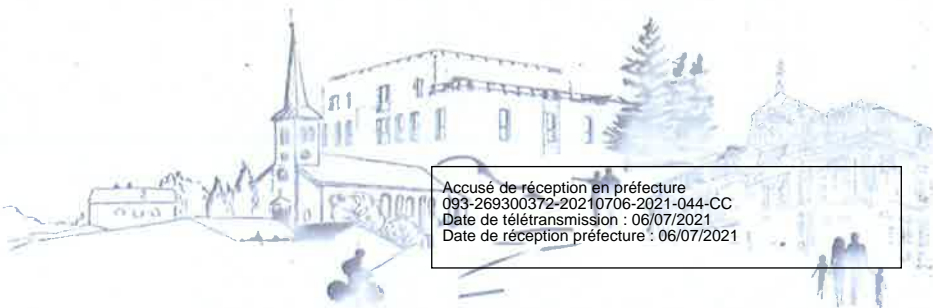 Accusé de réception en préfecture
093-269300372-20210706-2021-044-CC
Date de télétransmission : 06/07/2021
Date de réception préfecture : 06/07/2021